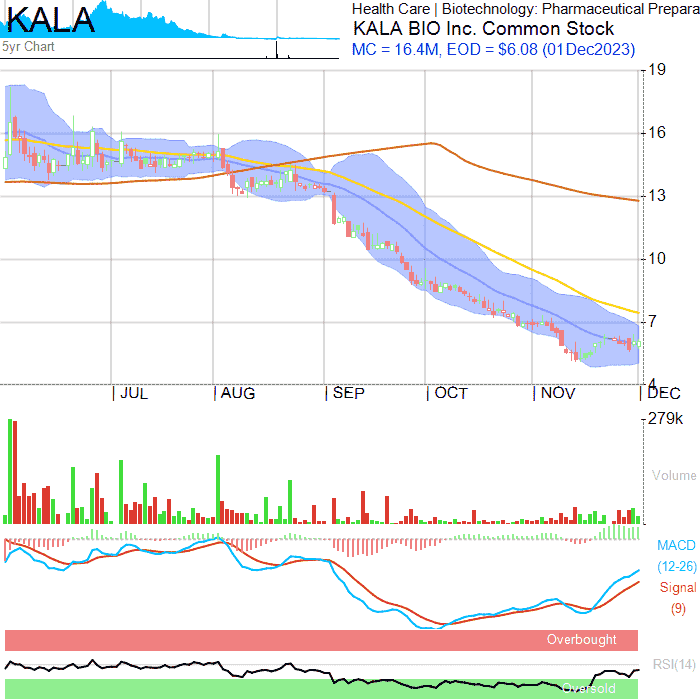 Health Care | Biotechnology: Pharmaceutical Prepara
KALA
KALA BIO Inc. Common Stock
5yr Chart
MC = 16.4M, EOD = $6.08 (01Dec2023)
19
16
13
10
7
4
| JUL | AUG | SEP | OCT | NOV | DEC
279k
Volume
MACD
(12-26)
Signal
(9)
Overbought
RSI(14)
Oversold